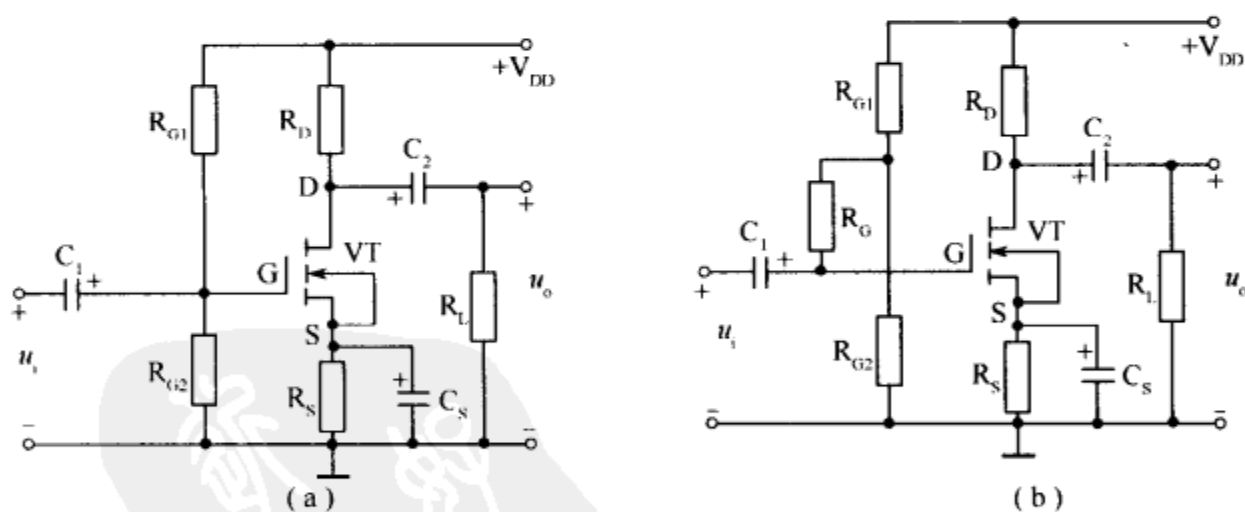 +V_DD
R_G1
R_D
C_2
D
+
+
VT
G
C_1
+
+
S
R_L
u_o
u_i
R_G2
R_S
+
C_S
-
-
(a)
+V_DD
R_G1
R_D
C_2
D
+
+
R_G
VT
G
C_1
+
+
S
R_L
u_o
u_i
R_G2
R_S
+
C_S
-
-
(b)